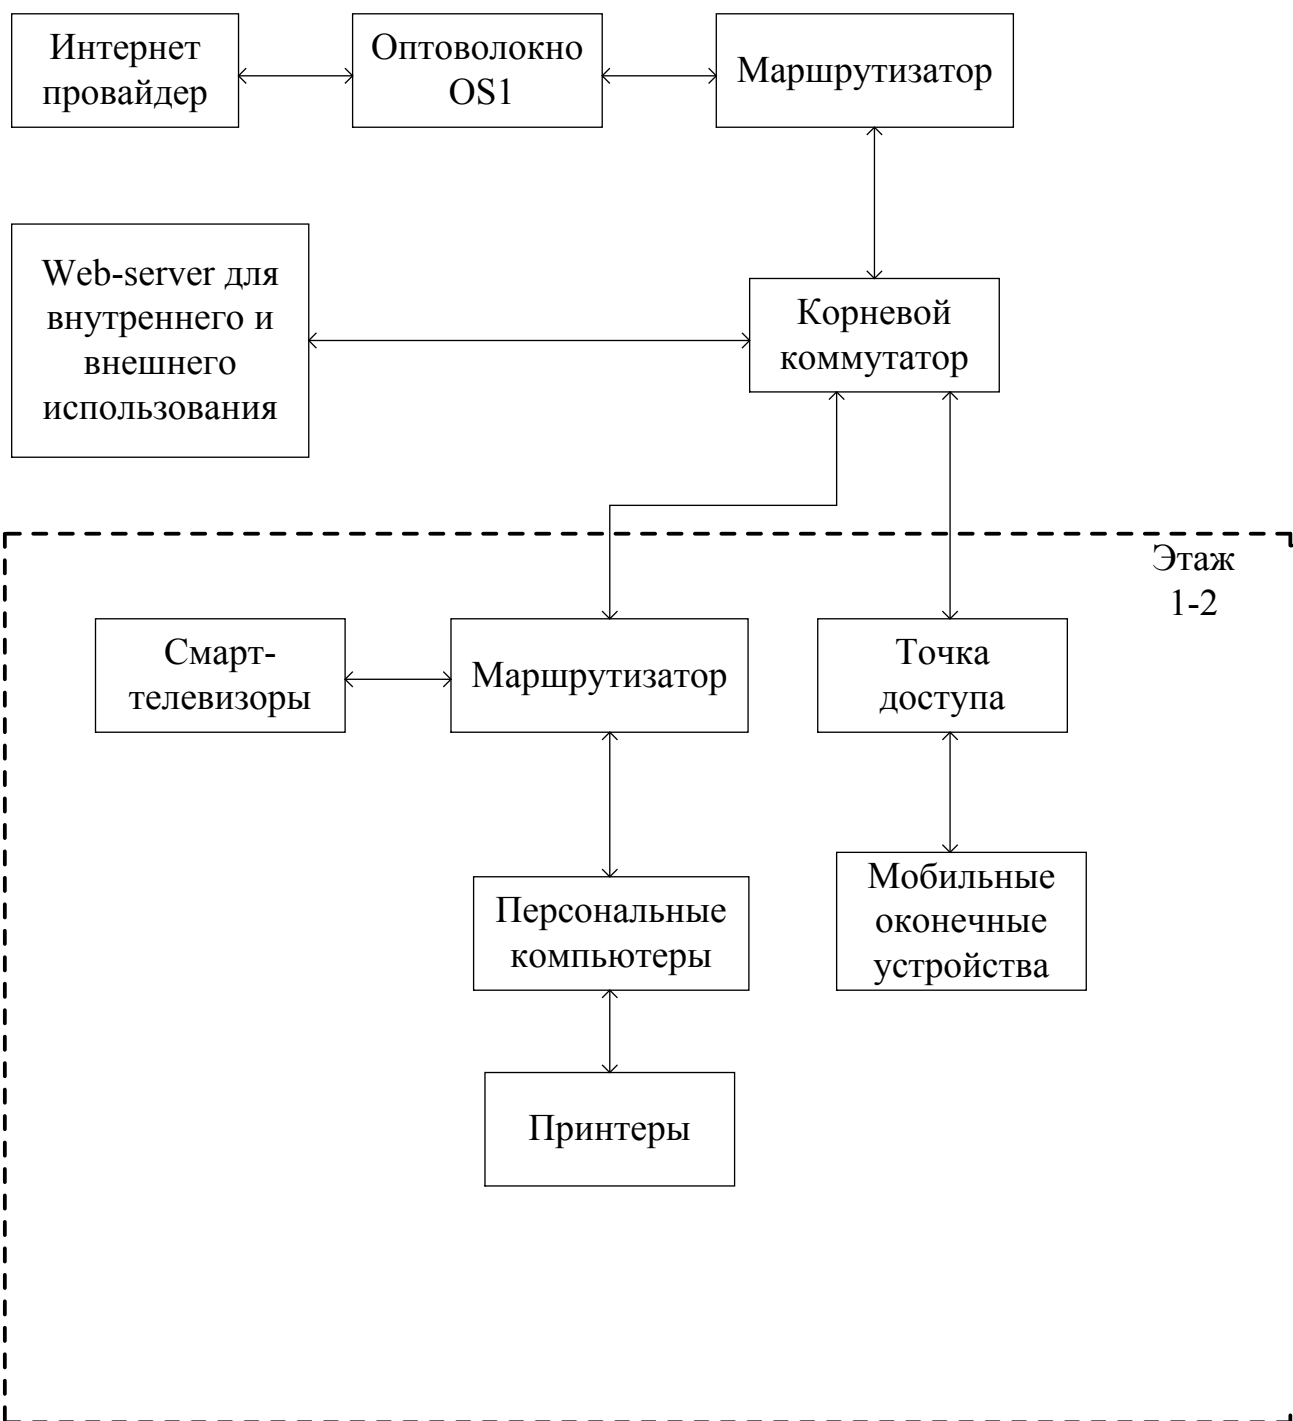 Интернет
провайдер
Оптоволокно
OS1
Маршрутизатор
Web-server для
внутреннего и
внешнего
использования
Корневой
коммутатор
Этаж
1-2
Смарт-
телевизоры
Маршрутизатор
Точка
доступа
Персональные
компьютеры
Мобильные
оконечные
устройства
Принтеры